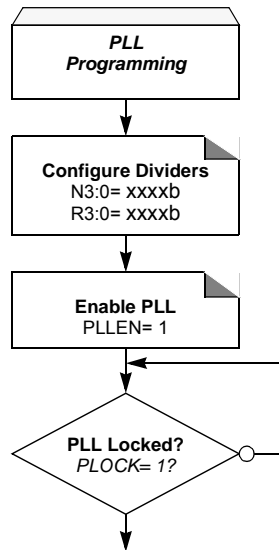 PLL
Programming
Configure Dividers
N3:0= xxxxb
R3:0= xxxxb
Enable PLL
PLLEN= 1
PLL Locked?
PLOCK= 1?